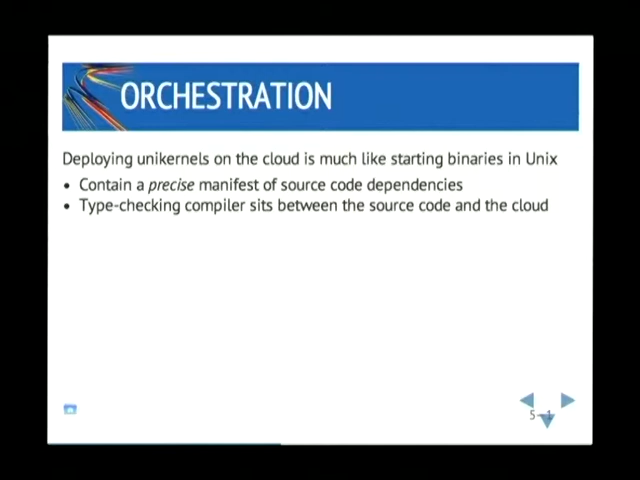 ORCHESTRATION
Deploying unikernels on the cloud is much like starting binaries in Unix
• Contain a precise manifest of source code dependencies
• Type-checking compiler sits between the source code and the cloud